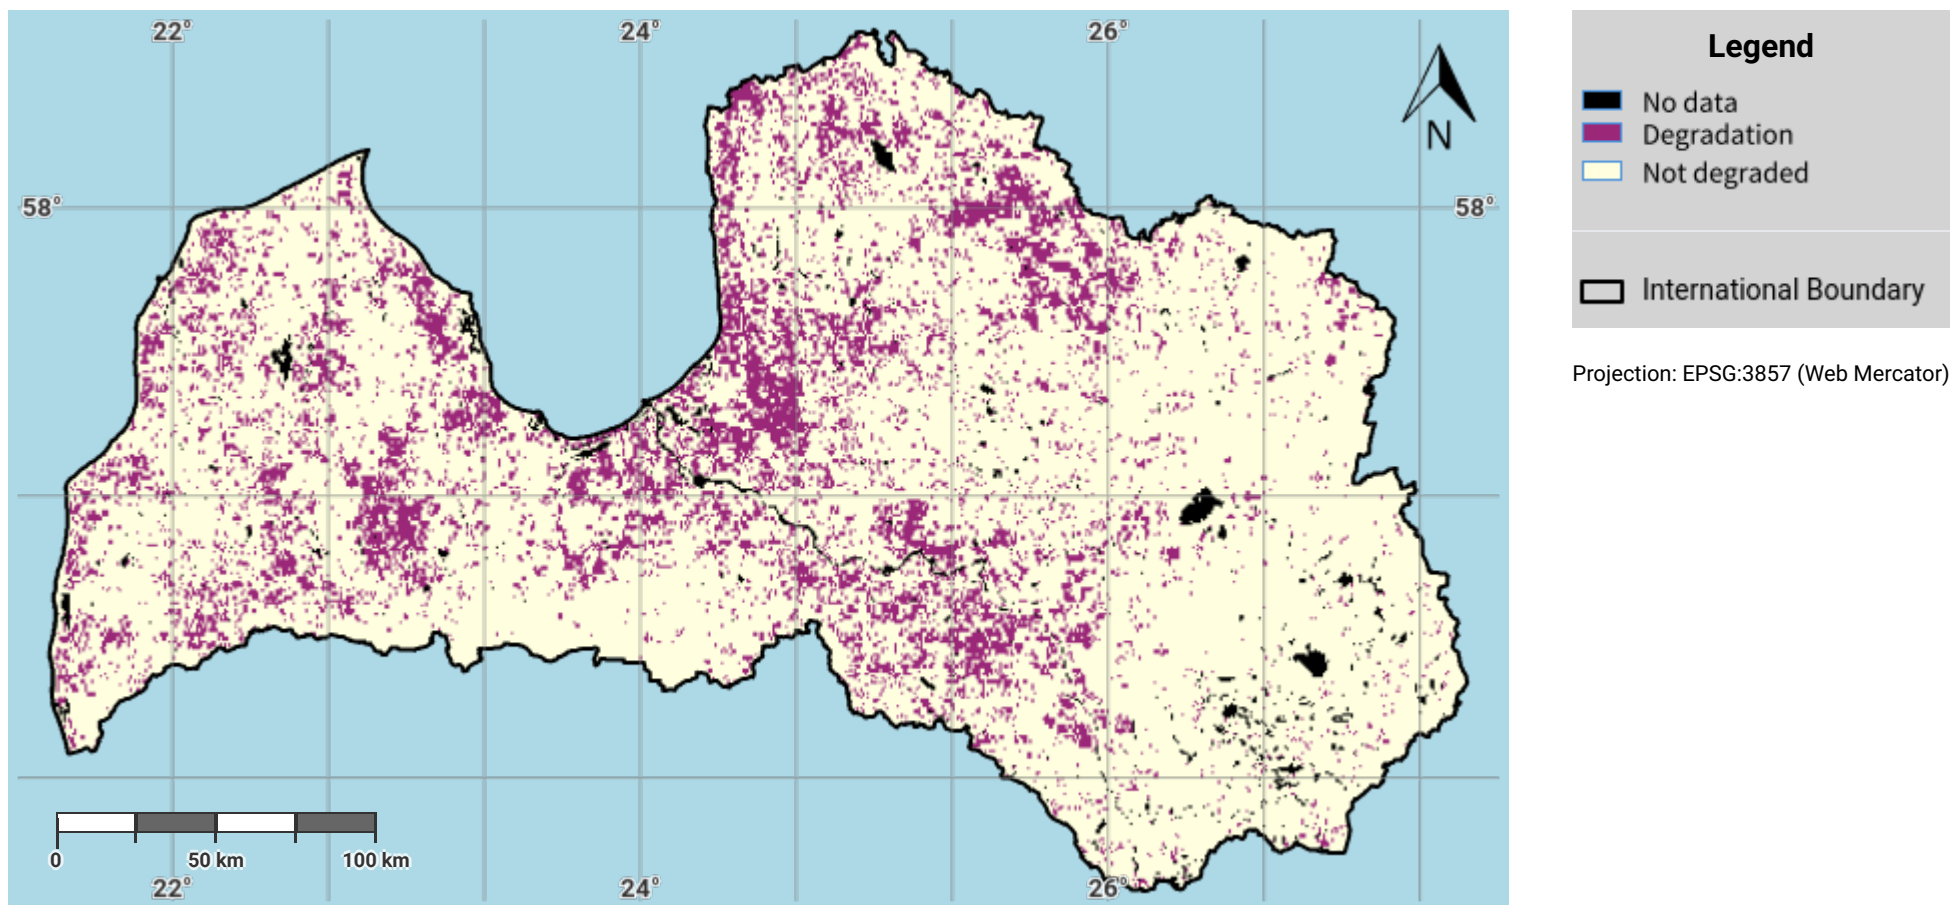 22°
24°
26°
N
58°
58°
0
50 km
100 km
22°
24°
26°
Legend
No data
Degradation
Not degraded
International Boundary
Projection: EPSG:3857 (Web Mercator)